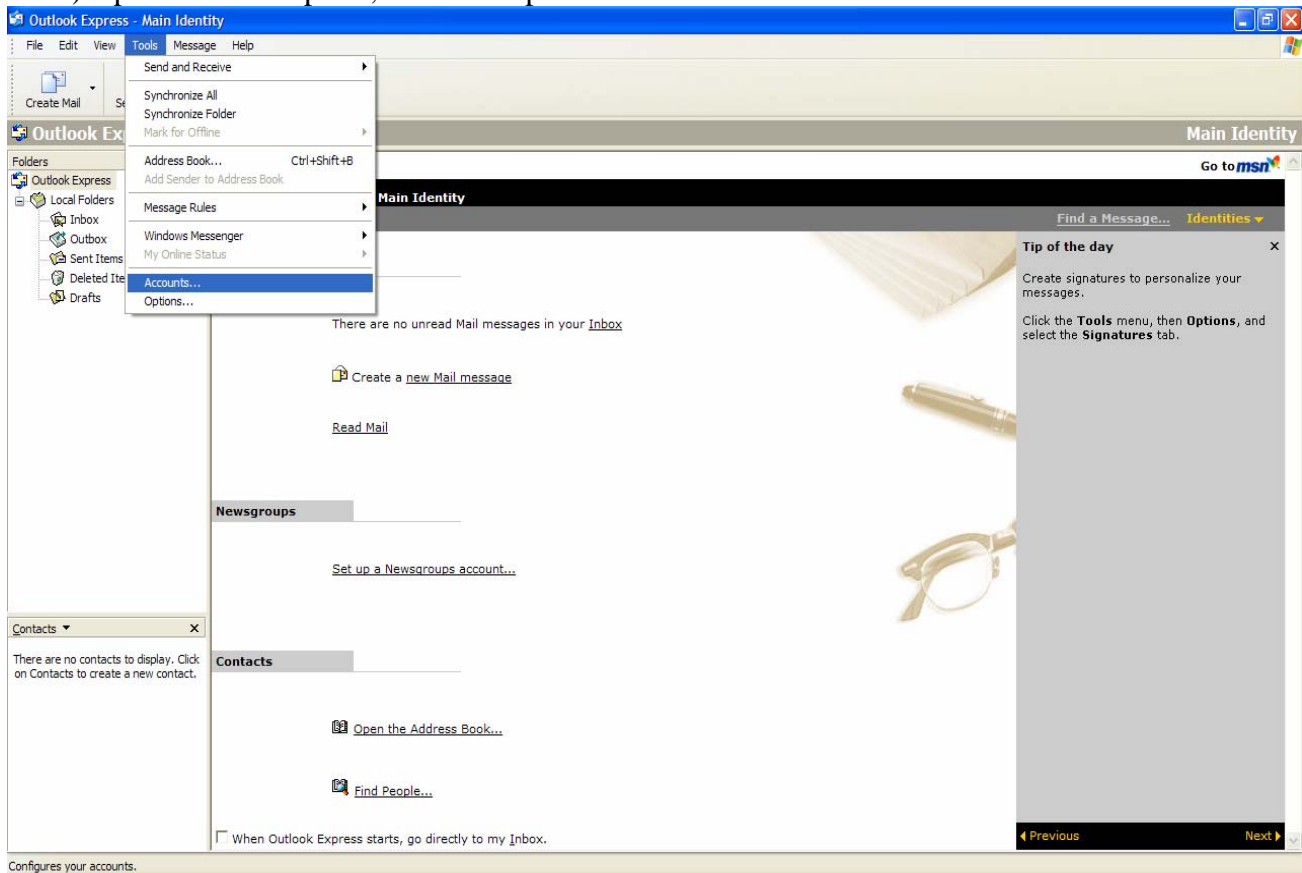 Outlook Express - Main Identity
File Edit View Tools Message Help
Create Mail
Send and Receive
Synchronize All
Synchronize Folder
Mark for Offline
Address Book... Ctrl+Shift+B
Add Sender to Address Book
Message Rules
Windows Messenger
My Online Status
Accounts...
Options...
Outlook Main Identity
Folders
Outlook Express
Local Folders
Inbox
Outbox
Sent Items
Deleted Ite
Drafts
Contacts x
There are no contacts to display. Click
on Contacts to create a new contact.
Go to msn
Main Identity
Find a Message... Identities
There are no unread Mail messages in your Inbox
Create a new Mail message
Read Mail
Newsgroups
Set up a Newsgroups account...
Contacts
Open the Address Book...
Find People...
When Outlook Express starts, go directly to my Inbox.
Tip of the day x
Create signatures to personalize your
messages.
Click the Tools menu, then Options, and
select the Signatures tab.
Previous Next
Configures your accounts.